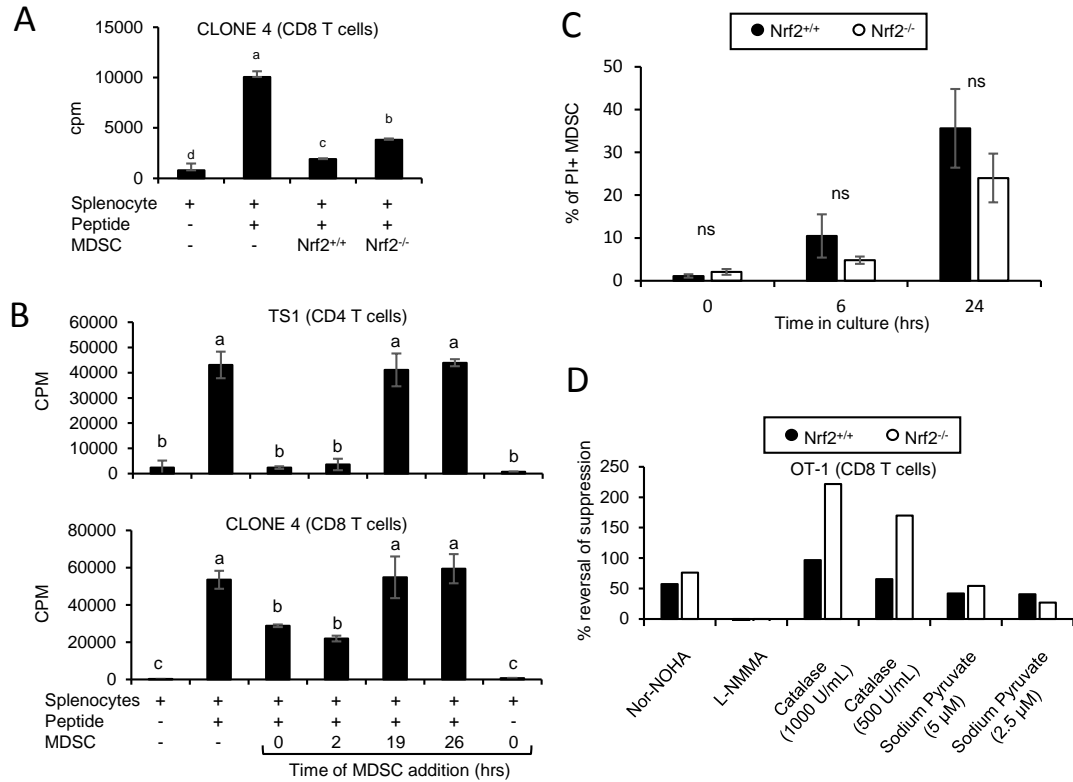 A
CLONE 4 (CD8 T cells)
15000
10000
5000
0
cpm
d
a
c
b
Splenocyte + + + +
Peptide - + + +
MDSC - - Nrf2+/+ Nrf2-/-
B
TS1 (CD4 T cells)
60000
50000
40000
30000
20000
10000
0
CPM
b
a
b
b
a
a
b
CLONE 4 (CD8 T cells)
80000
60000
40000
20000
0
CPM
c
a
b
b
a
a
c
Splenocytes + + + + + + +
Peptide - + + + + + -
MDSC - - 0 2 19 26 0
Time of MDSC addition (hrs)
C
Nrf2+/+ Nrf2-/-
50
40
30
20
10
0
% of PI+ MDSC
ns
ns
ns
0 6 24
Time in culture (hrs)
D
Nrf2+/+ Nrf2-/-
OT-1 (CD8 T cells)
250
200
150
100
50
0
% reversal of suppression
Nor-NOHA
L-NMMA
Catalase
(1000 U/mL)
Catalase
(500 U/mL)
Sodium Pyruvate
(5 µM)
Sodium Pyruvate
(2.5 µM)